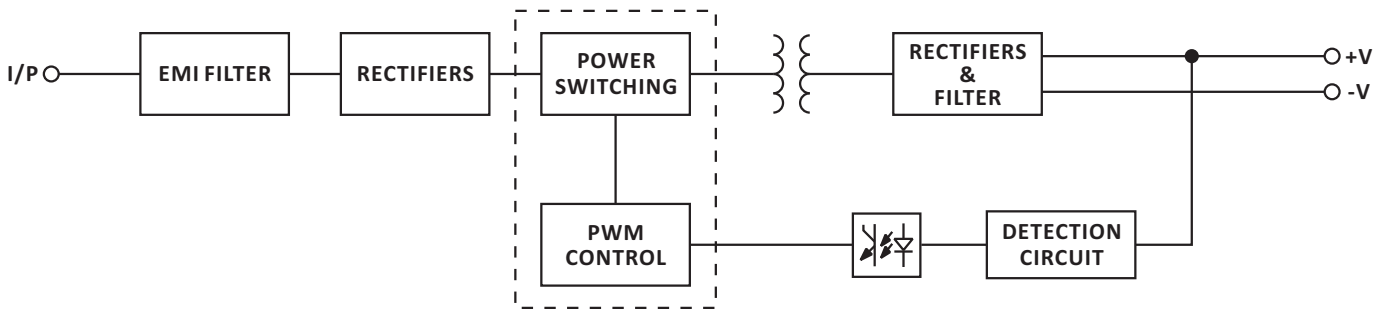 I/P
EMI FILTER
RECTIFIERS
POWER
SWITCHING
RECTIFIERS
&
FILTER
+V
-V
PWM
CONTROL
DETECTION
CIRCUIT